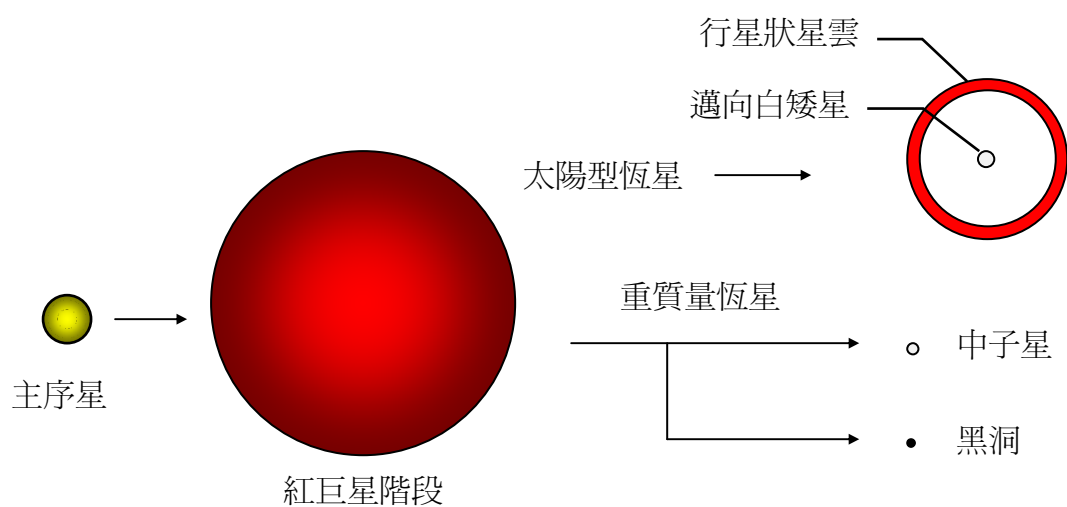 行星狀星雲
邁向白矮星
太陽型恆星
重質量恆星
中子星
主序星
黑洞
紅巨星階段